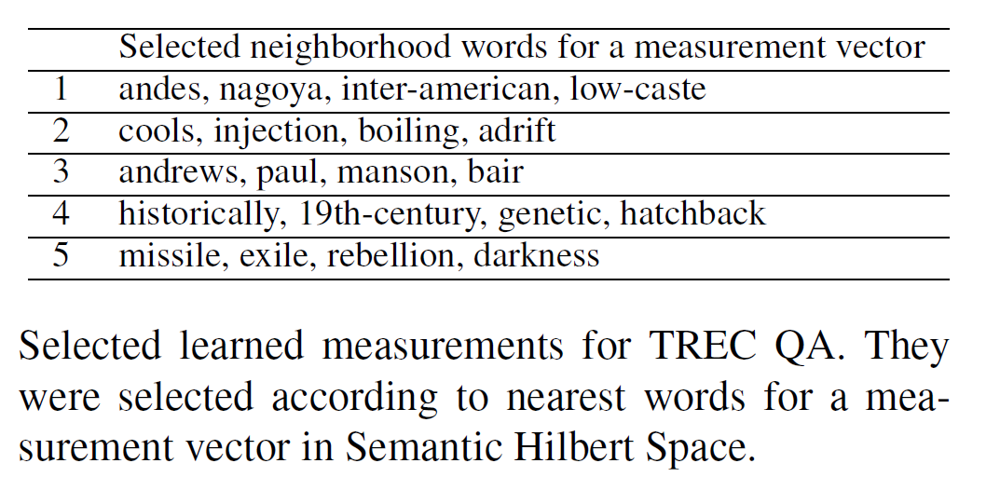 Selected neighborhood words for a measurement vector
1 andes, nagoya, inter-american, low-caste
2 cools, injection, boiling, adrift
3 andrews, paul, manson, bair
4 historically, 19th-century, genetic, hatchback
5 missile, exile, rebellion, darkness
Selected learned measurements for TREC QA. They
were selected according to nearest words for a mea-
surement vector in Semantic Hilbert Space.